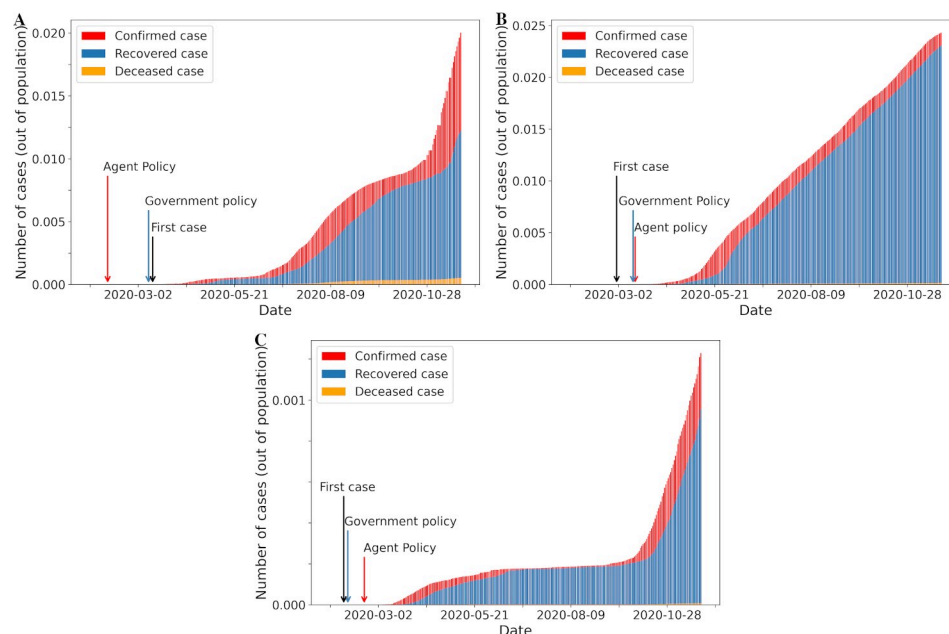 A
Number of cases (out of population)
0.020
0.015
0.010
0.005
0.000
Confirmed case
Recovered case
Deceased case
Agent Policy
Government policy
First case
2020-03-02
2020-05-21
2020-08-09
2020-10-28
Date
B
Number of cases (out of population)
0.025
0.020
0.015
0.010
0.005
0.000
Confirmed case
Recovered case
Deceased case
First case
Government Policy
Agent policy
2020-03-02
2020-05-21
2020-08-09
2020-10-28
Date
C
Number of cases (out of population)
0.001
0.000
Confirmed case
Recovered case
Deceased case
First case
Government policy
Agent Policy
2020-03-02
2020-05-21
2020-08-09
2020-10-28
Date